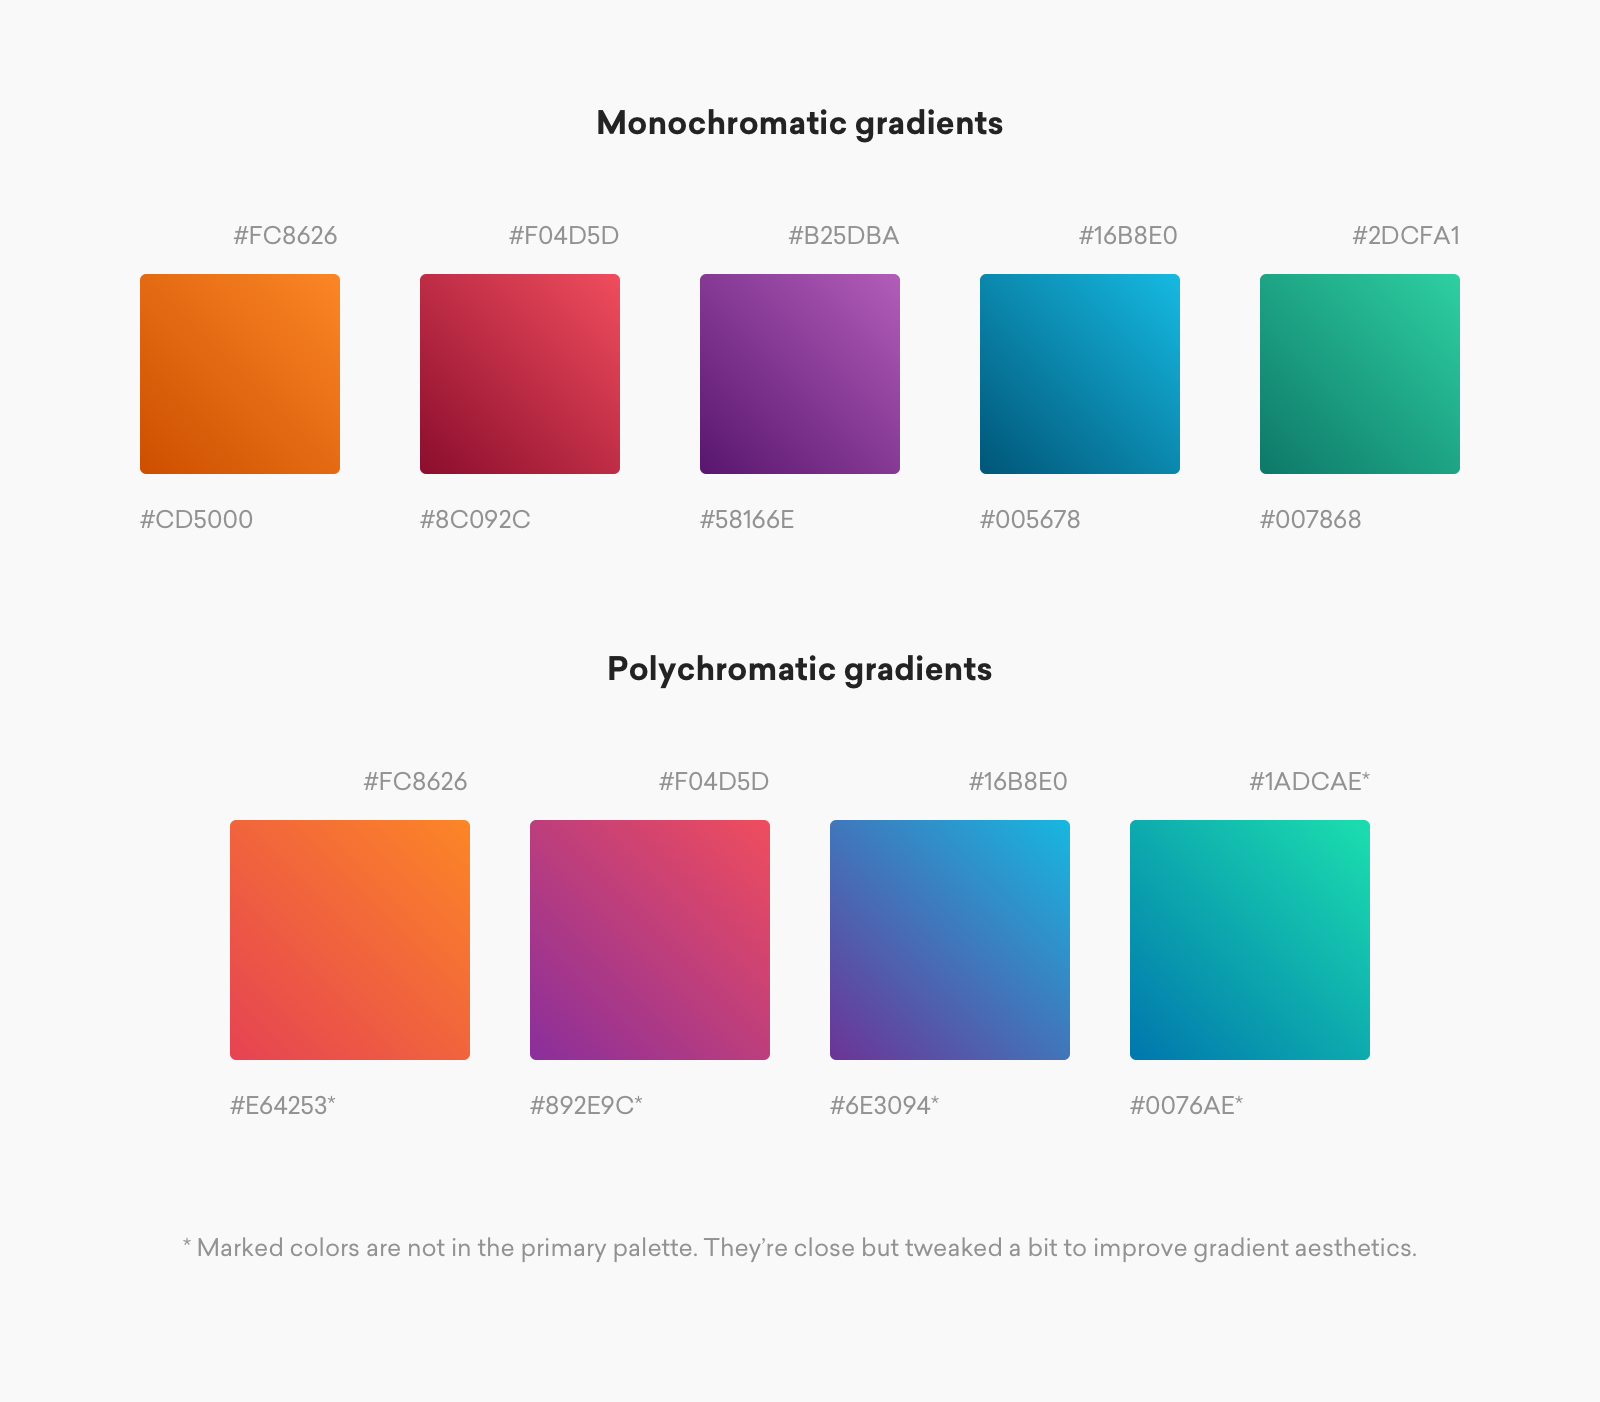 Monochromatic gradients
#FC8626 #F04D5D #B25DBA #16B8E0 #2DCFA1
#CD5000 #8C092C #58166E #005678 #007868
Polychromatic gradients
#FC8626 #F04D5D #16B8E0 #1ADCAE*
#E64253* #892E9C* #6E3094* #0076AE*
* Marked colors are not in the primary palette. They’re close but tweaked a bit to improve gradient aesthetics.